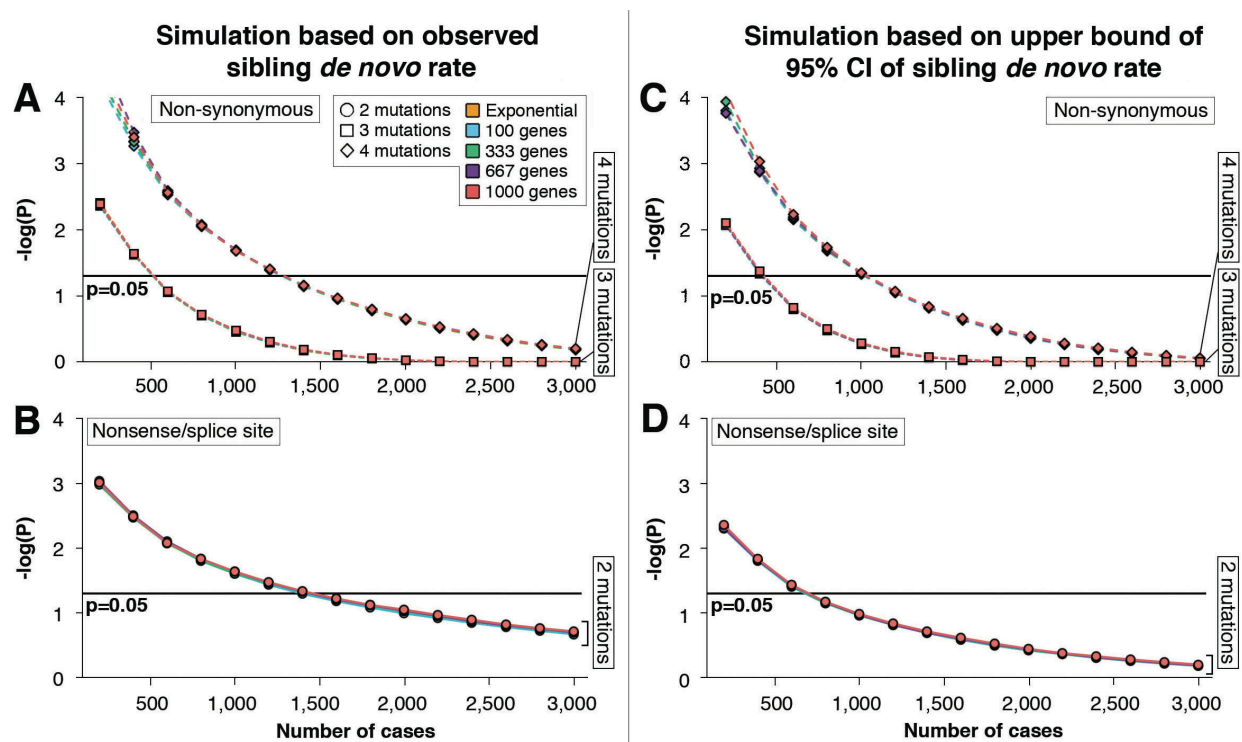 Simulation based on observed
sibling de novo rate
Simulation based on upper bound of
95% CI of sibling de novo rate
A
Non-synonymous
2 mutations
3 mutations
4 mutations
Exponential
100 genes
333 genes
667 genes
1000 genes
4
3
2
1
0
-log(P)
p=0.05
4 mutations
3 mutations
500
1,000
1,500
2,000
2,500
3,000
B
Nonsense/splice site
4
3
2
1
0
-log(P)
p=0.05
2 mutations
500
1,000
1,500
2,000
2,500
3,000
Number of cases
C
Non-synonymous
4
3
2
1
0
-log(P)
p=0.05
4 mutations
3 mutations
500
1,000
1,500
2,000
2,500
3,000
D
Nonsense/splice site
4
3
2
1
0
-log(P)
p=0.05
2 mutations
500
1,000
1,500
2,000
2,500
3,000
Number of cases